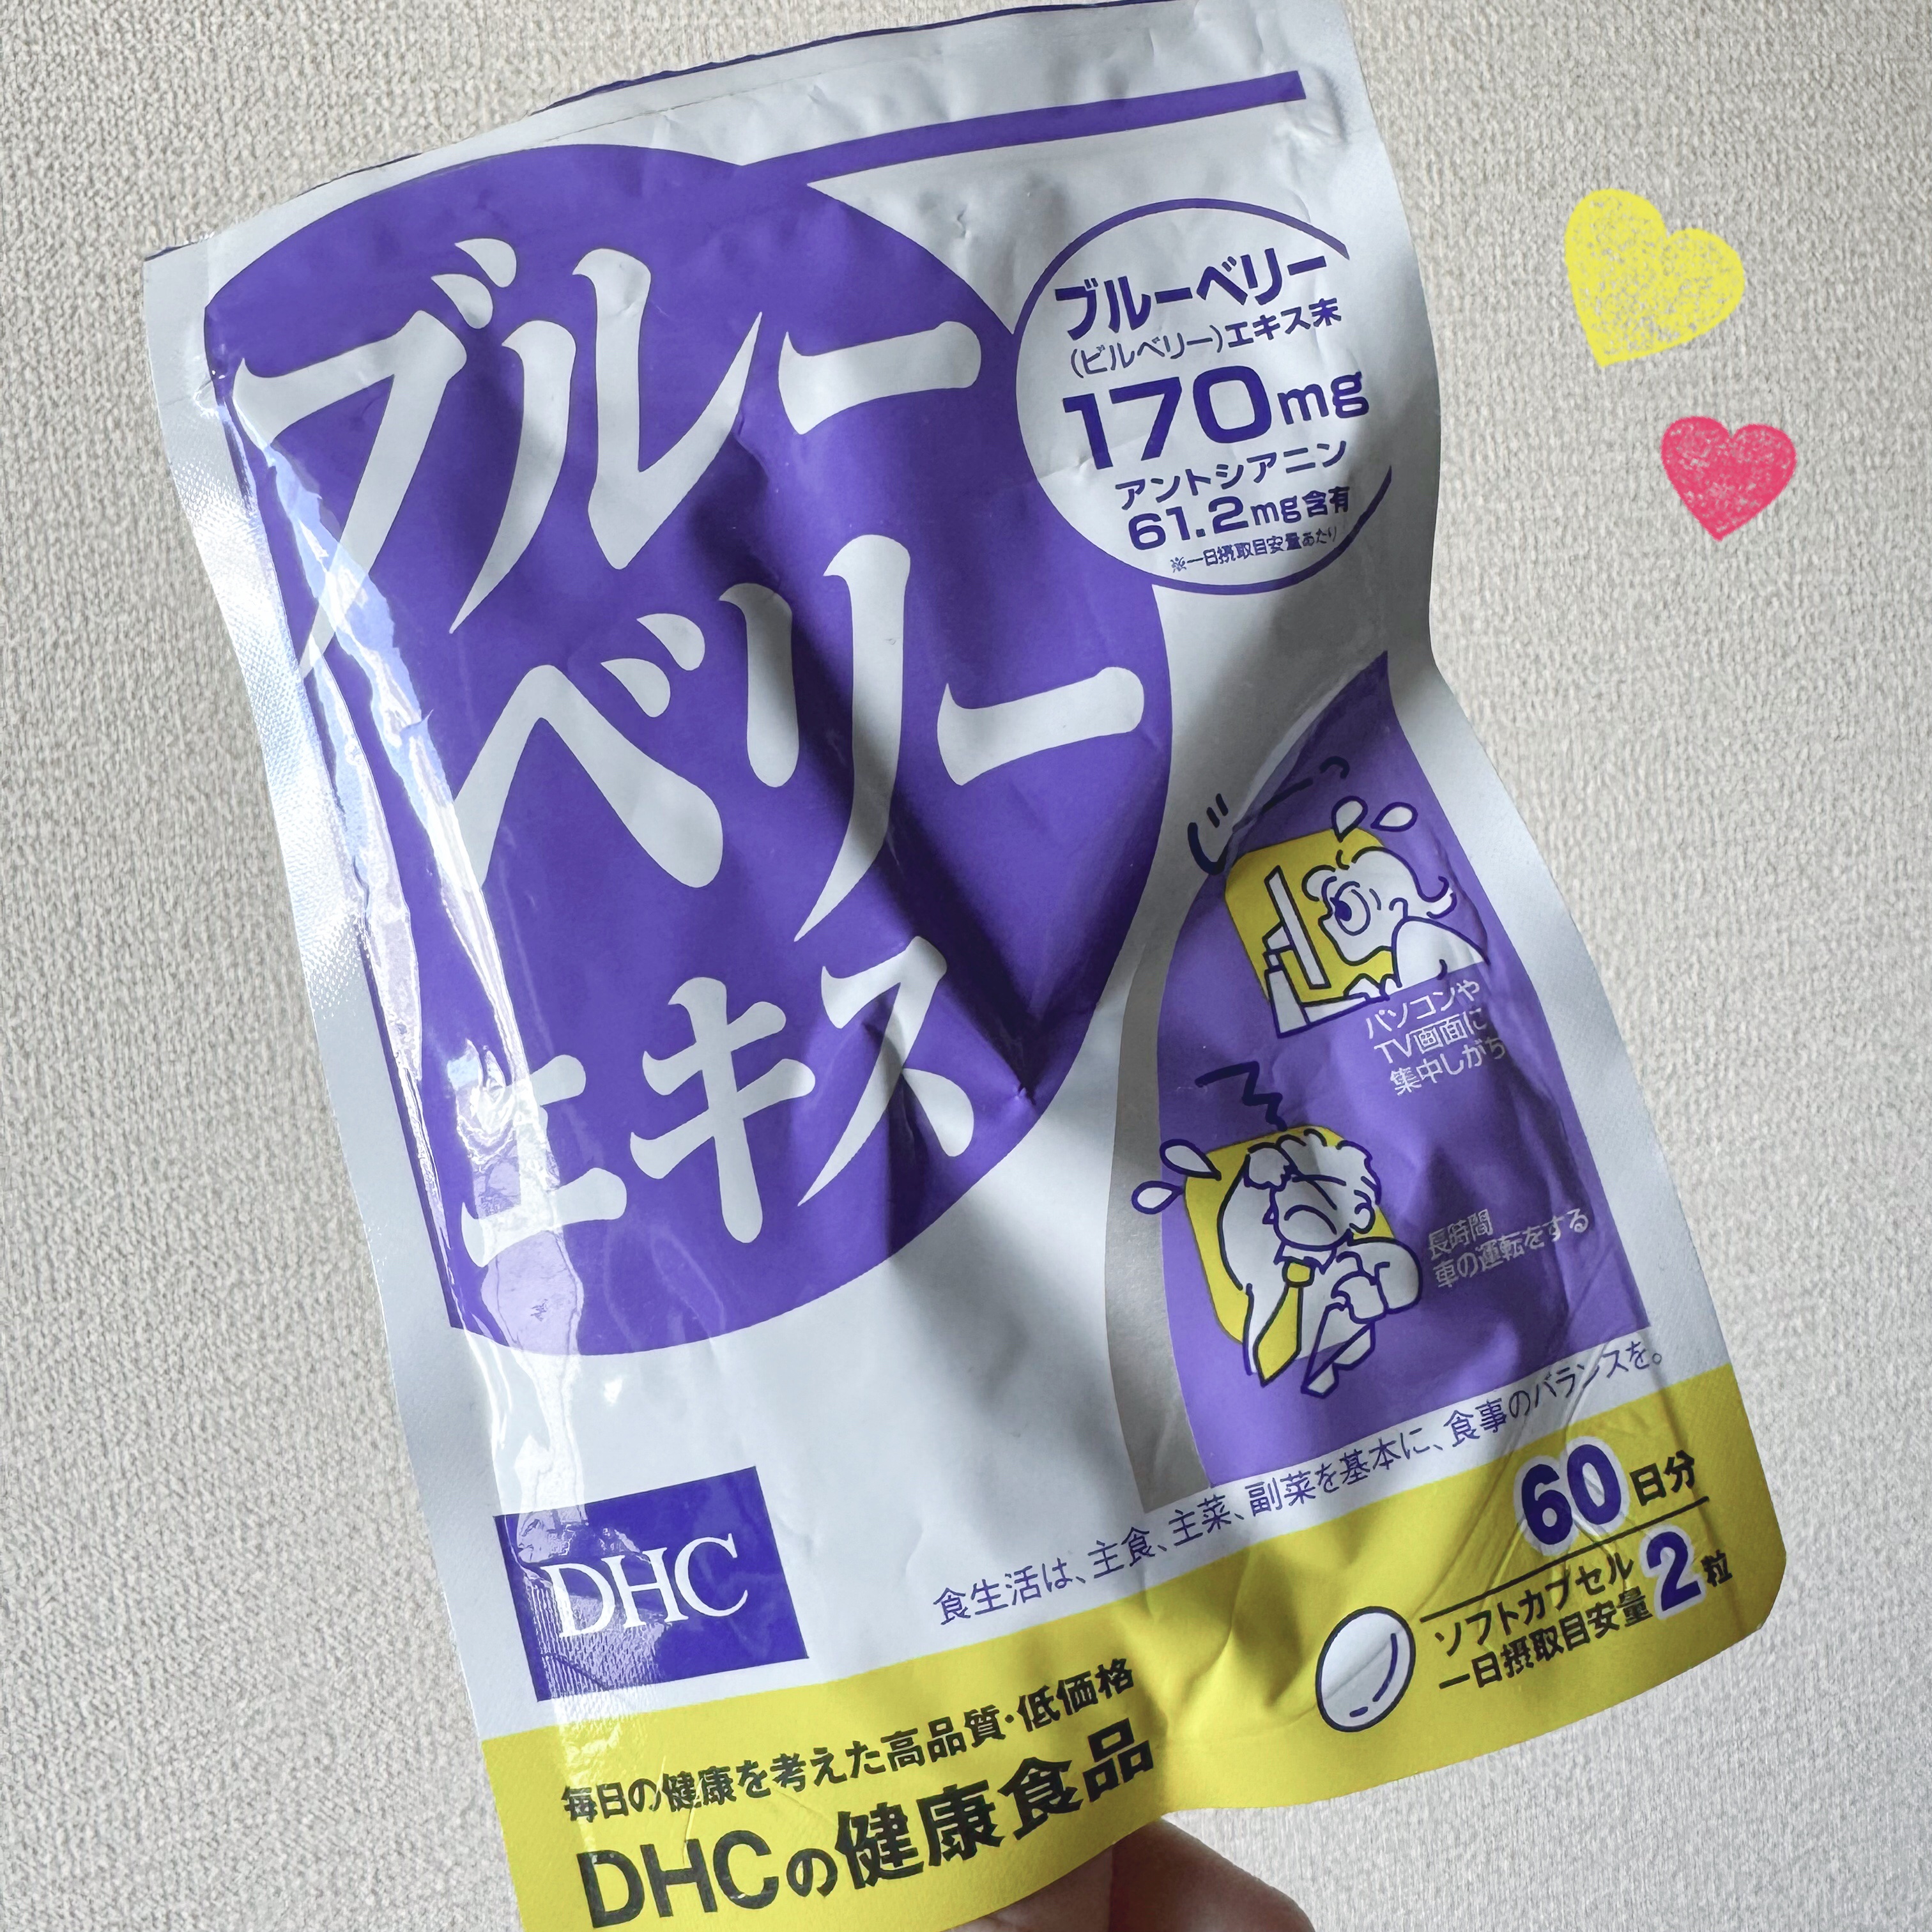 ブルー
ベリー
エキス
ブルーベリー
(ビルベリー)エキス末
170mg
アントシアニン
61.2mg含有
※一日摂取目安量あたり
じーっ
パソコンや
TV画面に
集中しがち
長時間
車の運転をする
食生活は、主食、主菜、副菜を基本に、食事のバランスを。
DHC
60日分
ソフトカプセル
一日摂取目安量2粒
毎日の健康を考えた高品質・低価格
DHCの健康食品